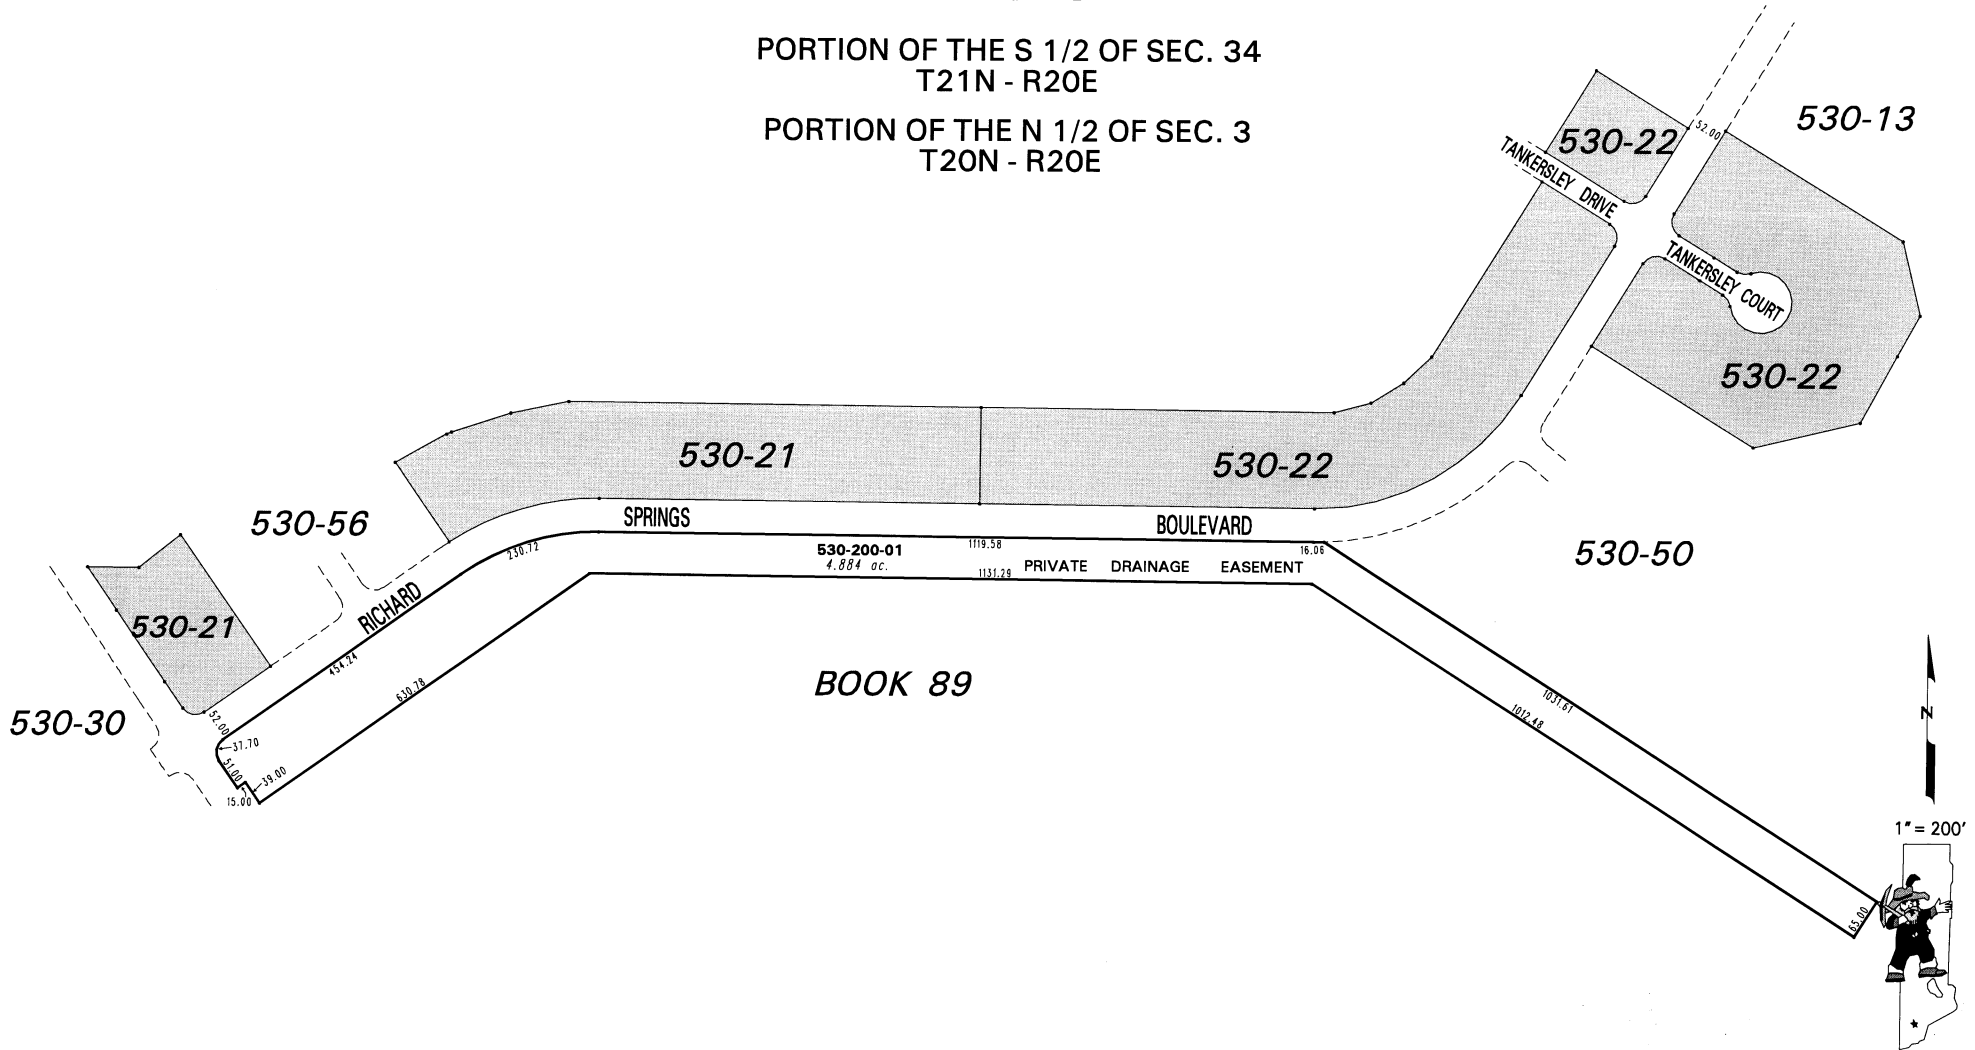 PORTION OF THE S 1/2 OF SEC. 34
T21N - R20E
PORTION OF THE N 1/2 OF SEC. 3
T20N - R20E
530-13
530-22
52.00
TANKERSLEY DRIVE
TANKERSLEY COURT
530-22
530-21
530-22
530-56
SPRINGS
BOULEVARD
530-50
230.72
530-200-01
4.884 ac.
1119.58
16.06
1131.29
PRIVATE DRAINAGE EASEMENT
RICHARD
530-21
454.24
630.78
BOOK 89
530-30
52.00
37.70
51.00
39.00
15.00
1031.61
1012.48
65.00
N
1" = 200'